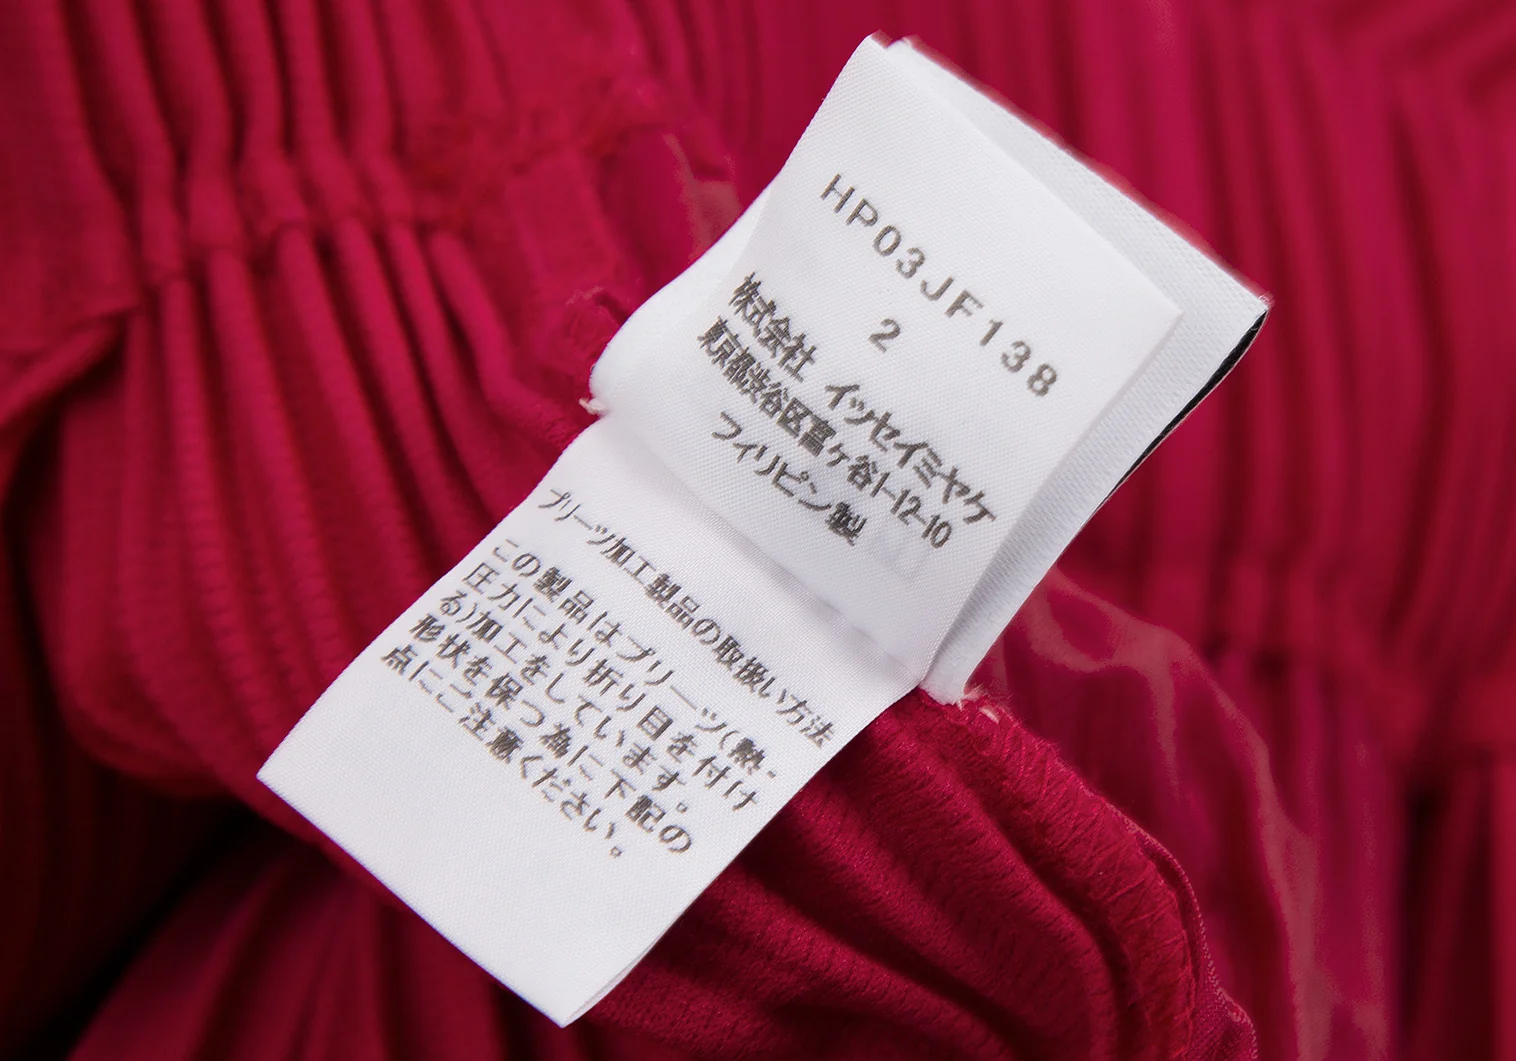 HP03JF138
2
株式会社 イッセイミヤケ
東京都渋谷区富ヶ谷1-12-10
フィリピン製
プリーツ加工製品の取扱い方法
この製品はプリーツ(熱・
圧力により折り目を付け
る)加工をしています。
形状を保つ為に下記の
点にご注意ください。